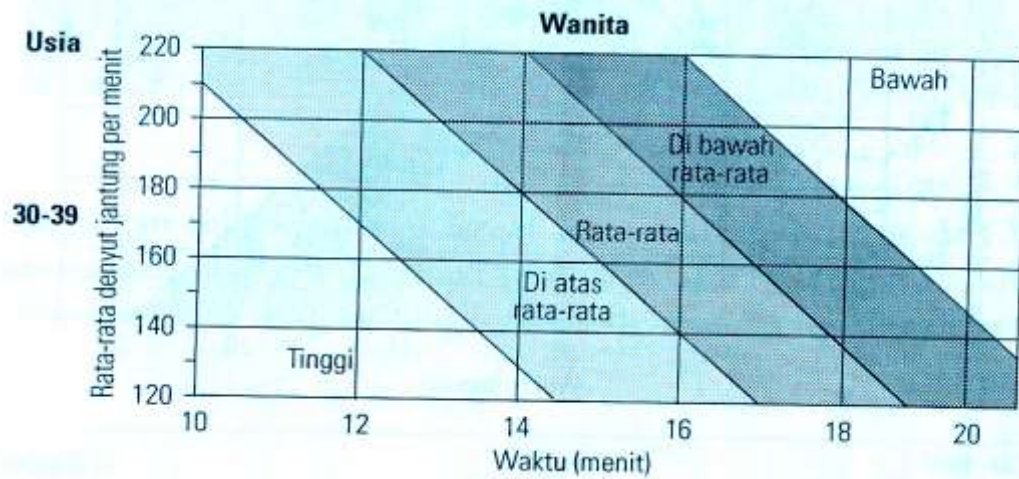 Wanita
Usia
30-39
Rata-rata denyut jantung per menit
220
200
180
160
140
120
Bawah
Di bawah
rata-rata
Rata-rata
Di atas
rata-rata
Tinggi
10
12
14
16
18
20
Waktu (menit)